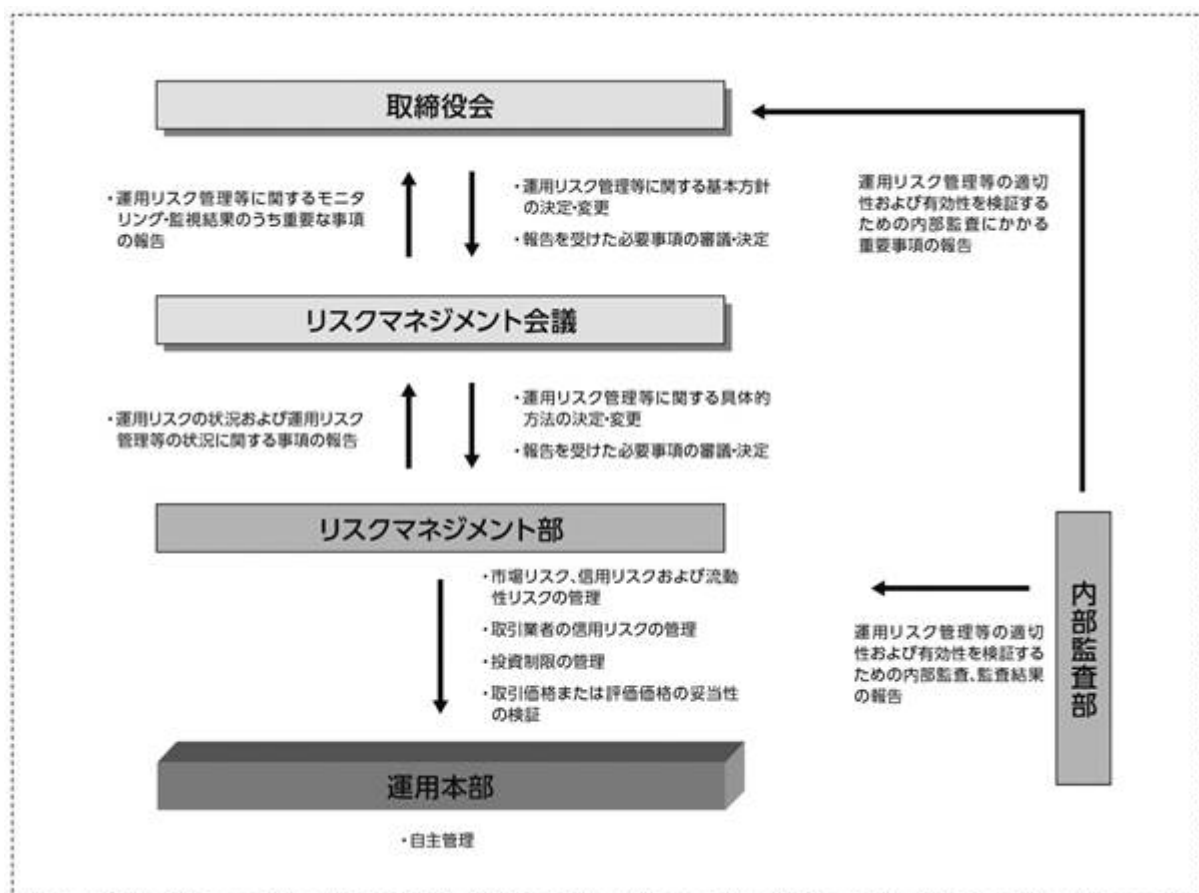 取締役会
・運用リスク管理等に関するモニタ
リング・監視結果のうち重要な事項
の報告
・運用リスク管理等に関する基本方針
の決定・変更
・報告を受けた必要事項の審議・決定
運用リスク管理等の適切
性および有効性を検証する
ための内部監査にかかる
重要事項の報告
リスクマネジメント会議
・運用リスクの状況および運用リスク
管理等の状況に関する事項の報告
・運用リスク管理等に関する具体的
方法の決定・変更
・報告を受けた必要事項の審議・決定
リスクマネジメント部
・市場リスク、信用リスクおよび流動
性リスクの管理
・取引業者の信用リスクの管理
・投資制限の管理
・取引価格または評価価格の妥当性
の検証
運用リスク管理等の適切
性および有効性を検証する
ための内部監査、監査結果
の報告
内部監査部
運用本部
・自主管理